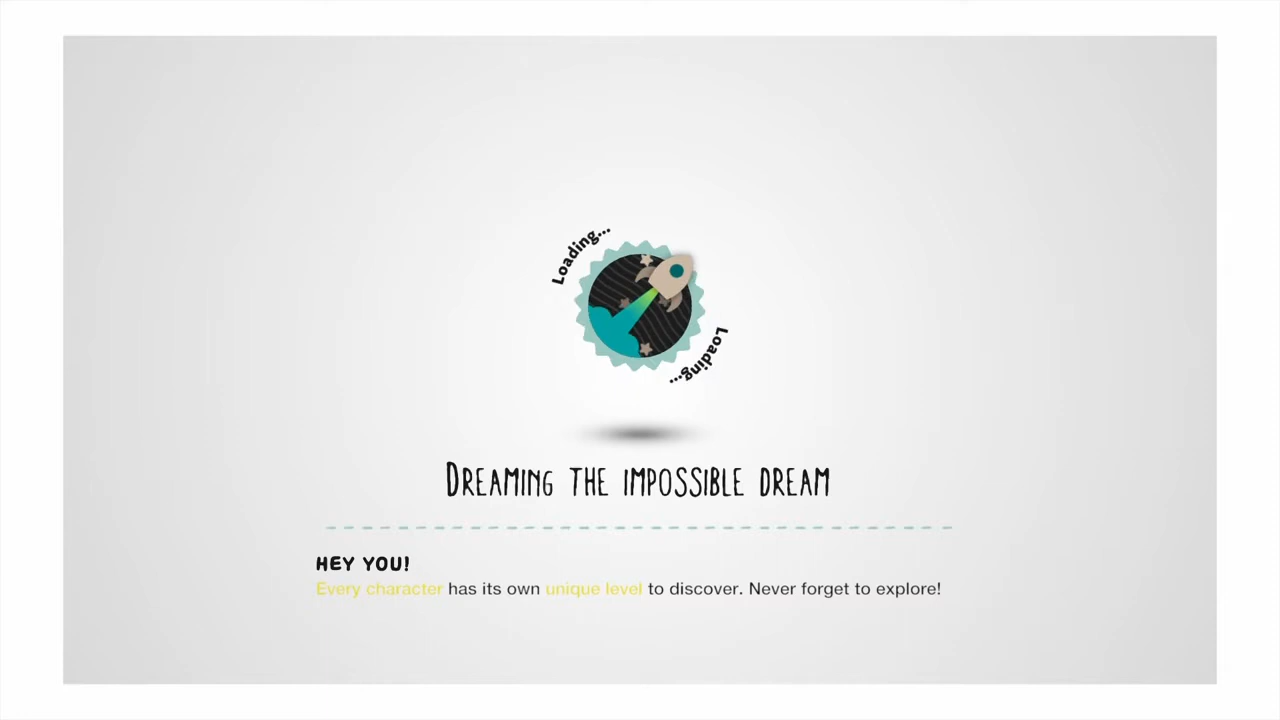 Loading...
Loading...
Dreaming the impossible dream
HEY YOU!
Every character has its own unique level to discover. Never forget to explore!